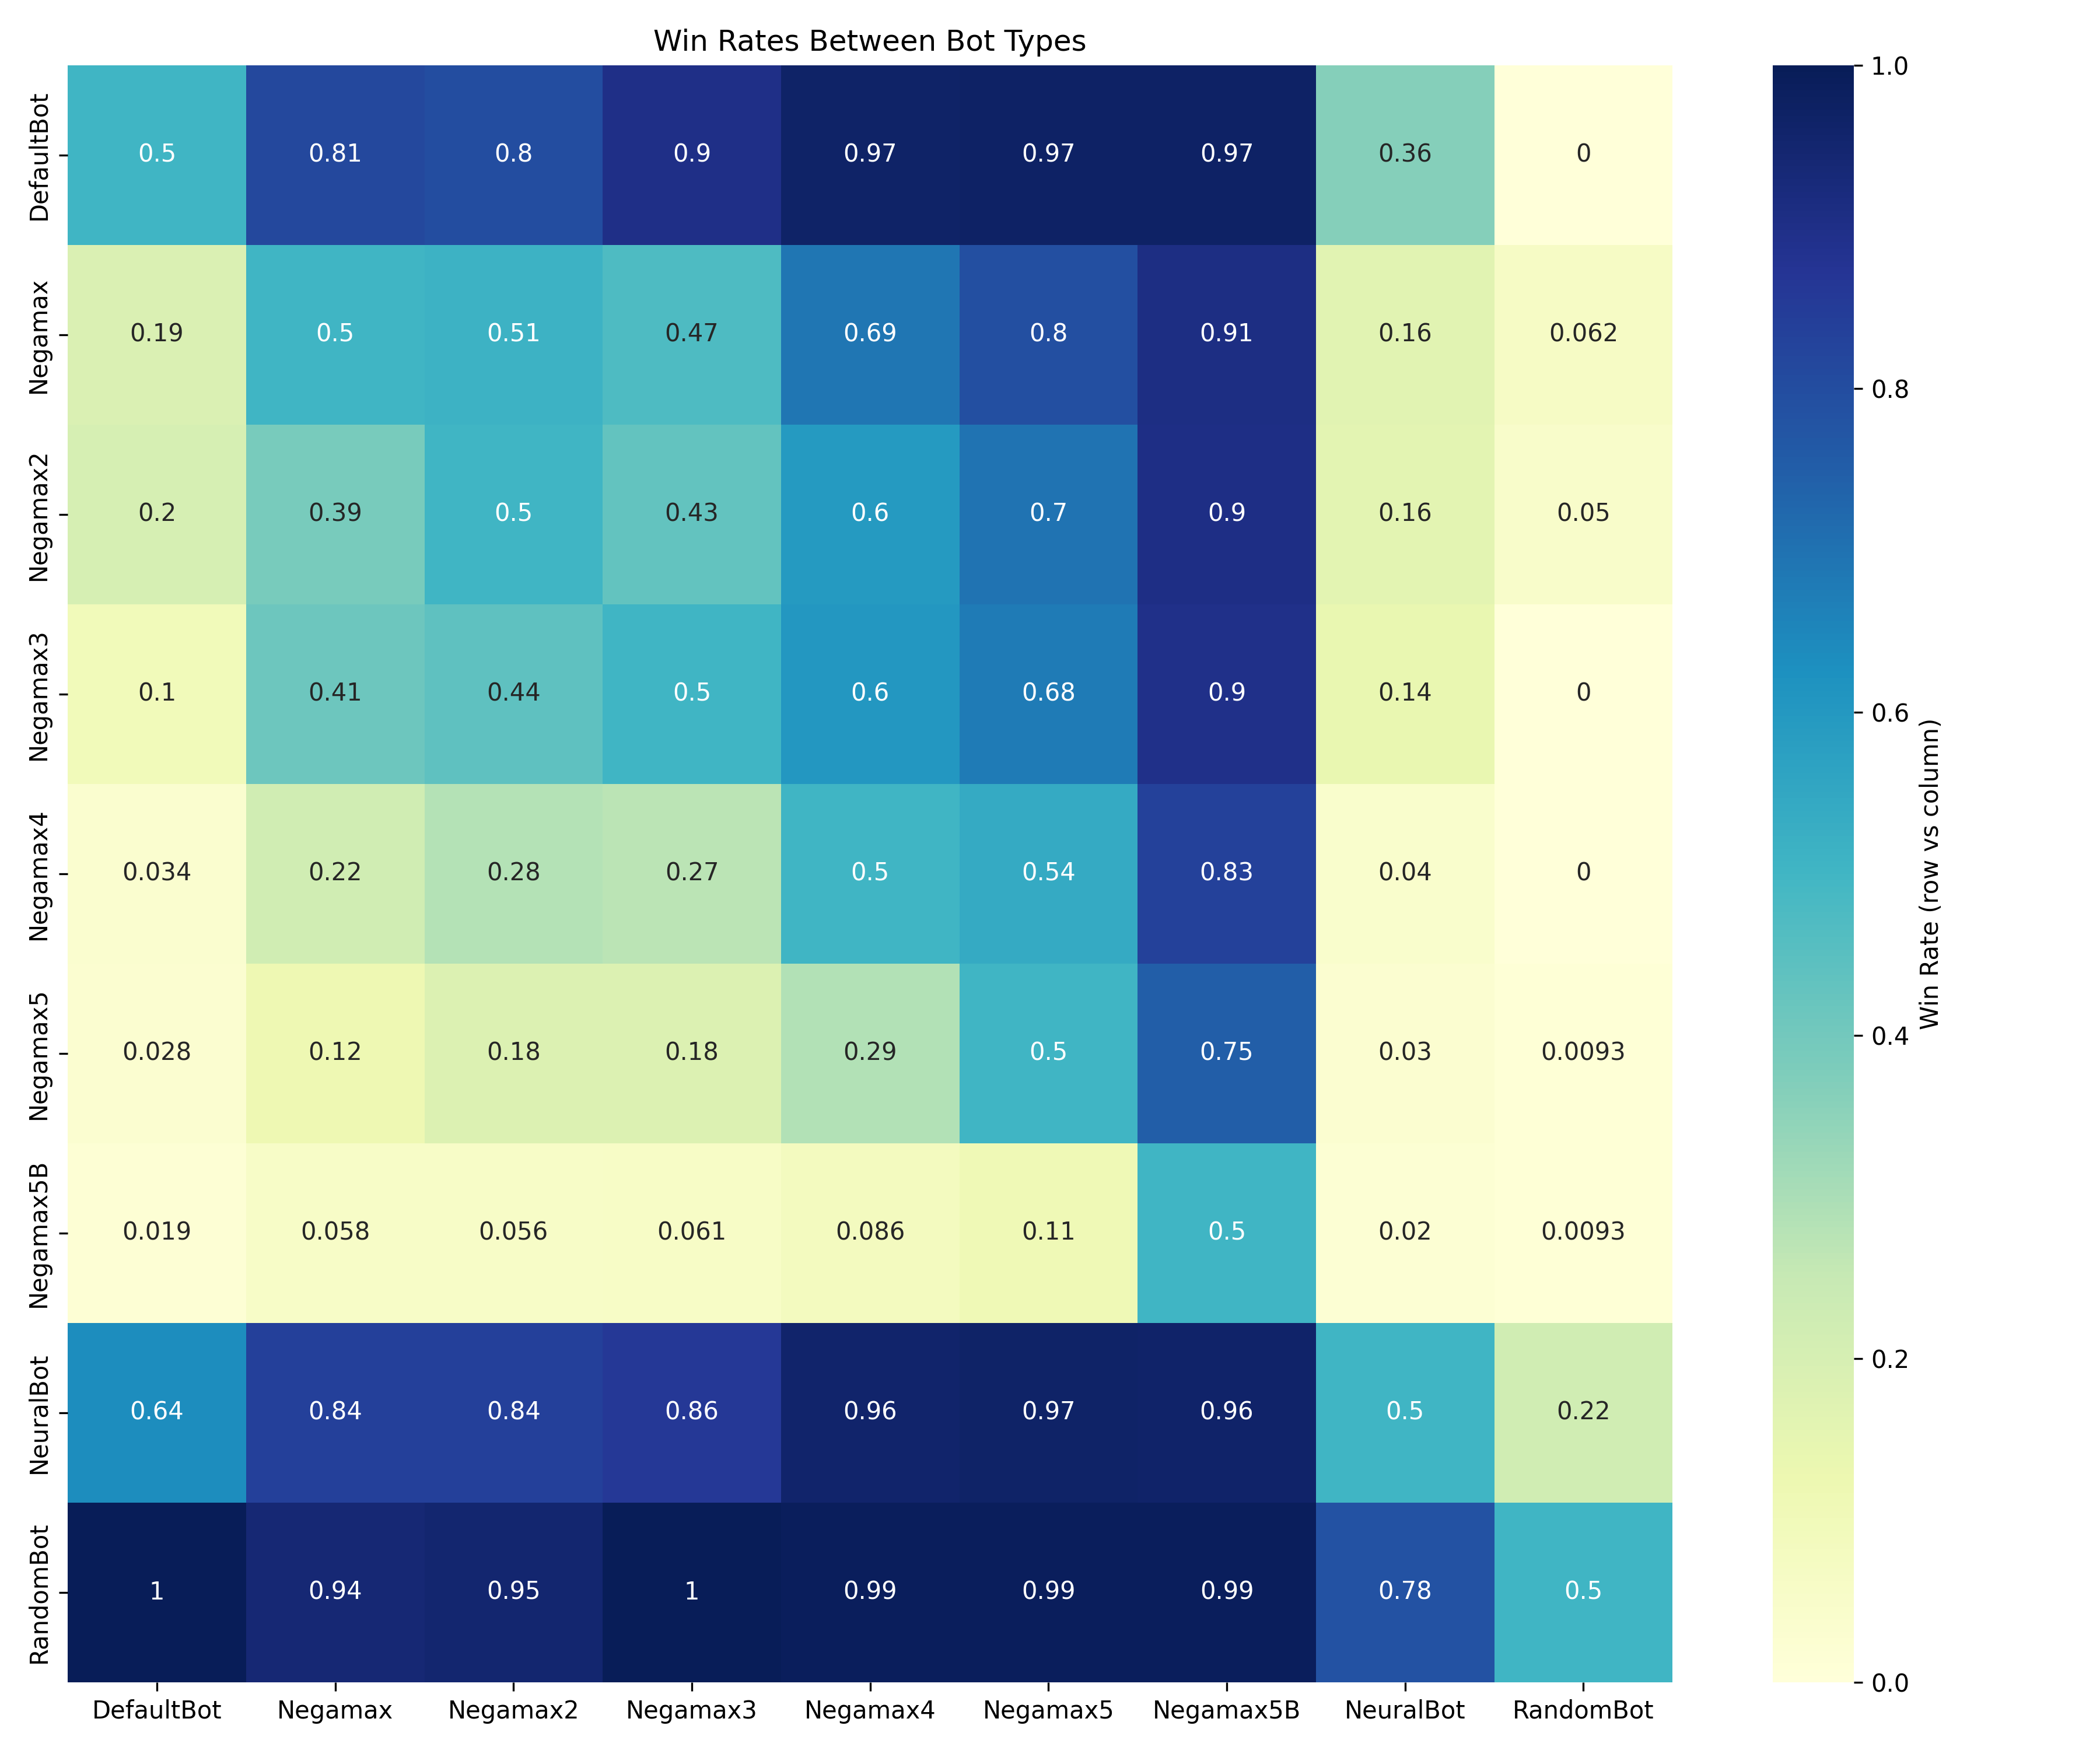 Win Rates Between Bot Types
DefaultBot
0.5 0.81 0.8 0.9 0.97 0.97 0.97 0.36 0
Negamax
0.19 0.5 0.51 0.47 0.69 0.8 0.91 0.16 0.062
Negamax2
0.2 0.39 0.5 0.43 0.6 0.7 0.9 0.16 0.05
Negamax3
0.1 0.41 0.44 0.5 0.6 0.68 0.9 0.14 0
Negamax4
0.034 0.22 0.28 0.27 0.5 0.54 0.83 0.04 0
Negamax5
0.028 0.12 0.18 0.18 0.29 0.5 0.75 0.03 0.0093
Negamax5B
0.019 0.058 0.056 0.061 0.086 0.11 0.5 0.02 0.0093
NeuralBot
0.64 0.84 0.84 0.86 0.96 0.97 0.96 0.5 0.22
RandomBot
1 0.94 0.95 1 0.99 0.99 0.99 0.78 0.5
DefaultBot Negamax Negamax2 Negamax3 Negamax4 Negamax5 Negamax5B NeuralBot RandomBot
1.0
0.8
0.6
0.4
0.2
0.0
Win Rate (row vs column)